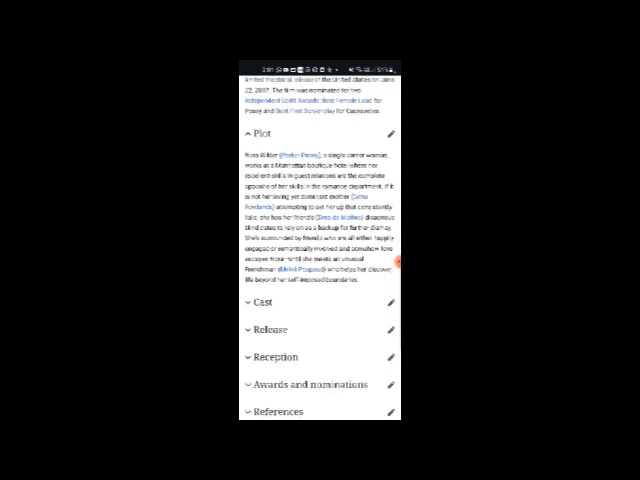 limited theatrical release in the United States on June
22, 2007. The film was nominated for two
Independent Spirit Awards: Best Female Lead for
Posey and Best First Screenplay for Cassavetes.
Plot
Nora Wilder (Parker Posey), a single career woman,
works at a Manhattan boutique hotel where her
excellent skills in guest relations are the complete
opposite of her skills in the romance department. If it
is not her loving yet dominant mother (Gena
Rowlands) attempting to set her up that consistently
fails, she has her friend's (Drea de Matteo) disastrous
blind dates to rely on as a backup for further dismay.
She's surrounded by friends who are all either happily
engaged or romantically involved and somehow, love
escapes Nora—until she meets an unusual
Frenchman (Melvil Poupaud) who helps her discover
life beyond her self-imposed boundaries.
Cast
Release
Reception
Awards and nominations
References